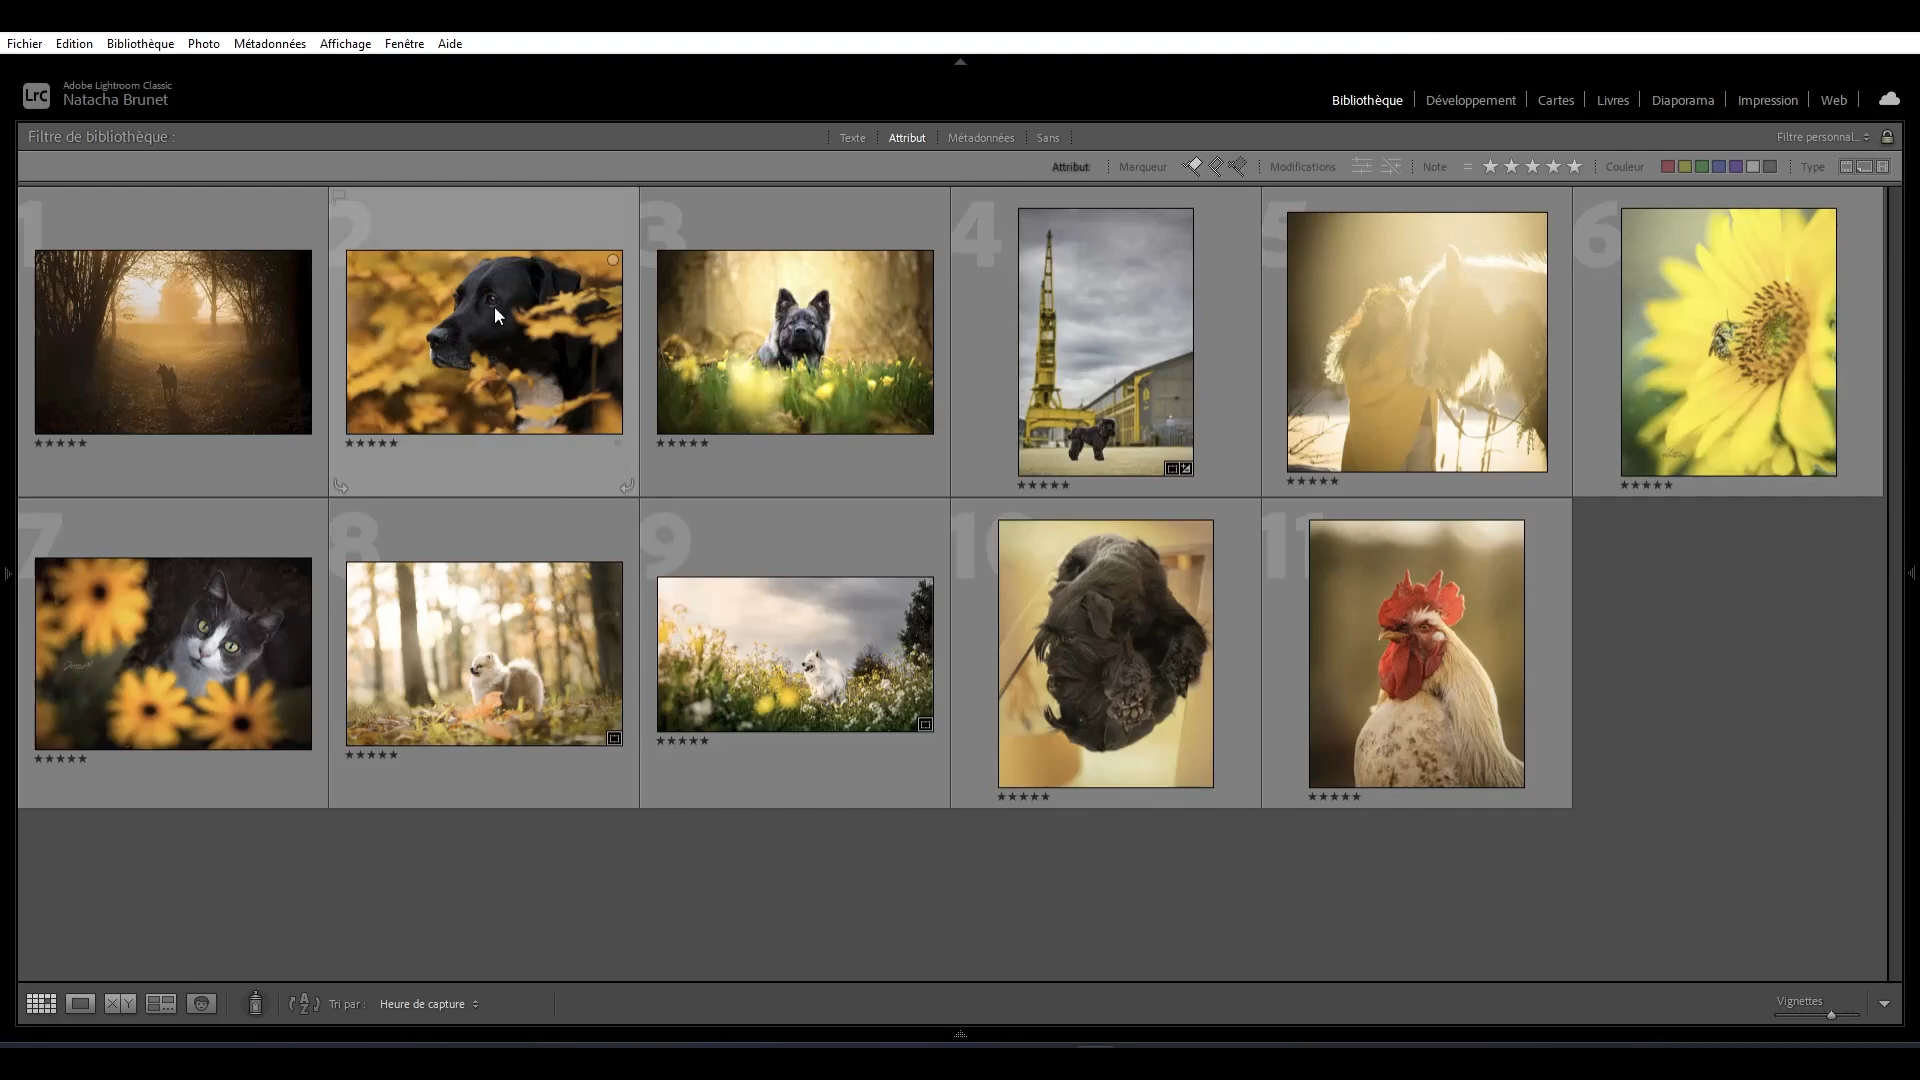 Fichier Edition Bibliothèque Photo Métadonnées Affichage Fenêtre Aide
LrC
Adobe Lightroom Classic
Natacha Brunet
Bibliothèque Développement Cartes Livres Diaporama Impression Web
Filtre de bibliothèque :
Texte Attribut Métadonnées Sans
Filtre personnal...
Attribut Marqueur Modifications Note = Couleur Type
1 2 3 4 5 6
7 8 9 10 11
X Y
A Z
Tri par : Heure de capture
Vignettes